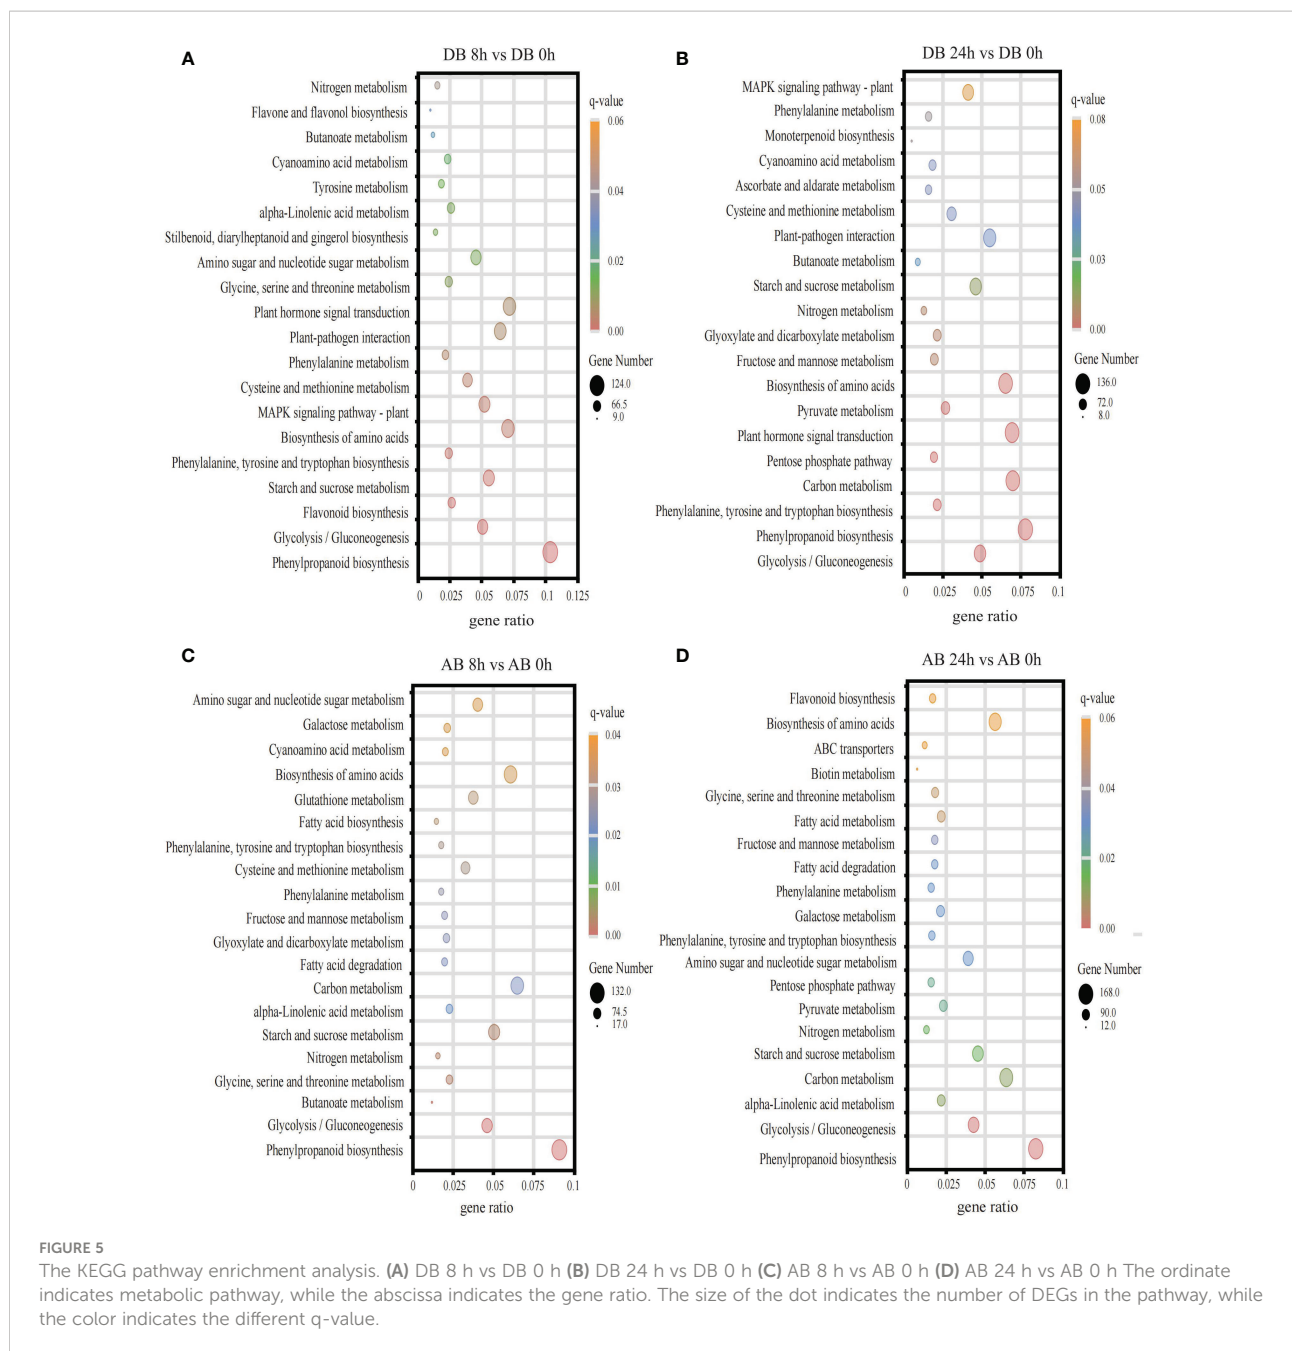 A
DB 8h vs DB 0h
Nitrogen metabolism
Flavone and flavonol biosynthesis
Butanoate metabolism
Cyanoamino acid metabolism
Tyrosine metabolism
alpha-Linolenic acid metabolism
Stilbenoid, diarylheptanoid and gingerol biosynthesis
Amino sugar and nucleotide sugar metabolism
Glycine, serine and threonine metabolism
Plant hormone signal transduction
Plant-pathogen interaction
Phenylalanine metabolism
Cysteine and methionine metabolism
MAPK signaling pathway - plant
Biosynthesis of amino acids
Phenylalanine, tyrosine and tryptophan biosynthesis
Starch and sucrose metabolism
Flavonoid biosynthesis
Glycolysis / Gluconeogenesis
Phenylpropanoid biosynthesis
0 0.025 0.05 0.075 0.1 0.125
gene ratio
q-value
0.06
0.04
0.02
0.00
Gene Number
124.0
66.5
9.0
B
DB 24h vs DB 0h
MAPK signaling pathway - plant
Phenylalanine metabolism
Monoterpenoid biosynthesis
Cyanoamino acid metabolism
Ascorbate and aldarate metabolism
Cysteine and methionine metabolism
Plant-pathogen interaction
Butanoate metabolism
Starch and sucrose metabolism
Nitrogen metabolism
Glyoxylate and dicarboxylate metabolism
Fructose and mannose metabolism
Biosynthesis of amino acids
Pyruvate metabolism
Plant hormone signal transduction
Pentose phosphate pathway
Carbon metabolism
Phenylalanine, tyrosine and tryptophan biosynthesis
Phenylpropanoid biosynthesis
Glycolysis / Gluconeogenesis
0 0.025 0.05 0.075 0.1
gene ratio
q-value
0.08
0.05
0.03
0.00
Gene Number
136.0
72.0
8.0
C
AB 8h vs AB 0h
Amino sugar and nucleotide sugar metabolism
Galactose metabolism
Cyanoamino acid metabolism
Biosynthesis of amino acids
Glutathione metabolism
Fatty acid biosynthesis
Phenylalanine, tyrosine and tryptophan biosynthesis
Cysteine and methionine metabolism
Phenylalanine metabolism
Fructose and mannose metabolism
Glyoxylate and dicarboxylate metabolism
Fatty acid degradation
Carbon metabolism
alpha-Linolenic acid metabolism
Starch and sucrose metabolism
Nitrogen metabolism
Glycine, serine and threonine metabolism
Butanoate metabolism
Glycolysis / Gluconeogenesis
Phenylpropanoid biosynthesis
0 0.025 0.05 0.075 0.1
gene ratio
q-value
0.04
0.03
0.02
0.01
0.00
Gene Number
132.0
74.5
17.0
D
AB 24h vs AB 0h
Flavonoid biosynthesis
Biosynthesis of amino acids
ABC transporters
Biotin metabolism
Glycine, serine and threonine metabolism
Fatty acid metabolism
Fructose and mannose metabolism
Fatty acid degradation
Phenylalanine metabolism
Galactose metabolism
Phenylalanine, tyrosine and tryptophan biosynthesis
Amino sugar and nucleotide sugar metabolism
Pentose phosphate pathway
Pyruvate metabolism
Nitrogen metabolism
Starch and sucrose metabolism
Carbon metabolism
alpha-Linolenic acid metabolism
Glycolysis / Gluconeogenesis
Phenylpropanoid biosynthesis
0 0.025 0.05 0.075 0.1
gene ratio
q-value
0.06
0.04
0.02
0.00
Gene Number
168.0
90.0
12.0
FIGURE 5
The KEGG pathway enrichment analysis. (A) DB 8 h vs DB 0 h (B) DB 24 h vs DB 0 h (C) AB 8 h vs AB 0 h (D) AB 24 h vs AB 0 h The ordinate
indicates metabolic pathway, while the abscissa indicates the gene ratio. The size of the dot indicates the number of DEGs in the pathway, while
the color indicates the different q-value.